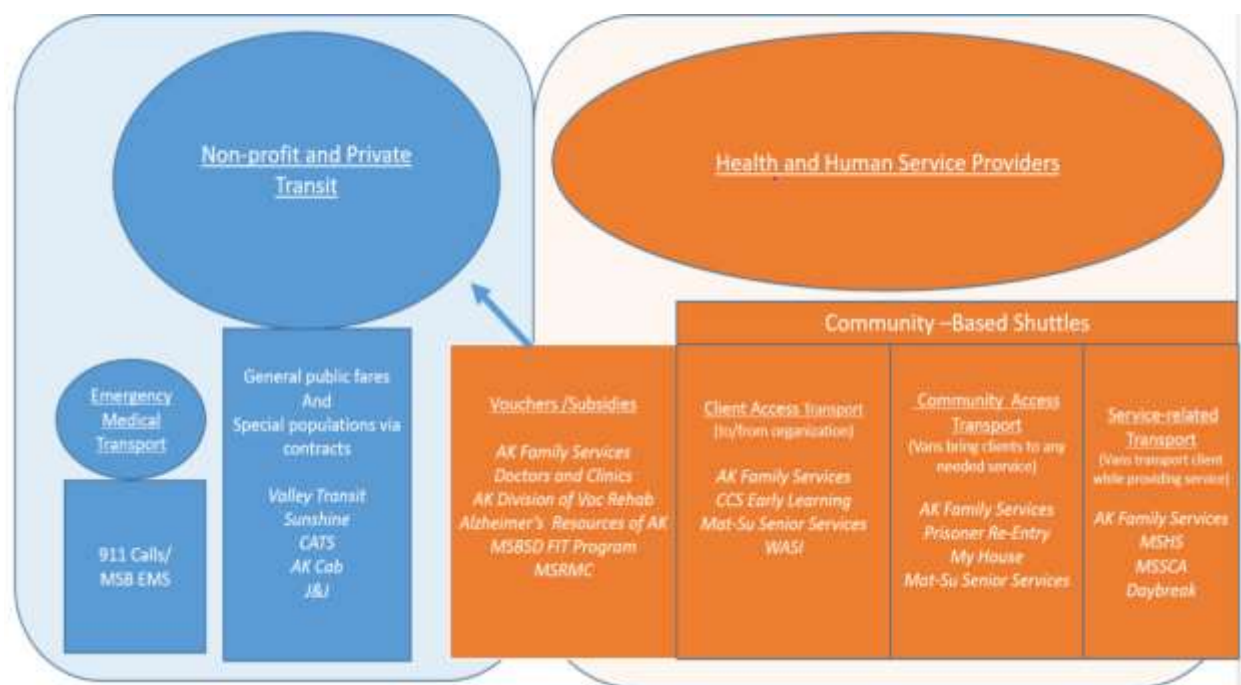 Non-profit and Private
Transit
Health and Human Service Providers
Emergency
Medical
Transport
911 Calls/
MSB EMS
General public fares
And
Special populations via
contracts
Valley Transit
Sunshine
CATS
AK Cab
J&J
Community –Based Shuttles
Vouchers /Subsidies
AK Family Services
Doctors and Clinics
AK Division of Voc Rehab
Alzheimer's Resources of AK
MSBSD FIT Program
MSRMC
Client Access Transport
(to/from organization)
AK Family Services
CCS Early Learning
Mat-Su Senior Services
WASI
Community Access
Transport
(Vans bring clients to any
needed service)
AK Family Services
Prisoner Re-Entry
My House
Mat-Su Senior Services
Service-related
Transport
(Vans transport client
while providing service)
AK Family Services
MSHS
MSSCA
Daybreak